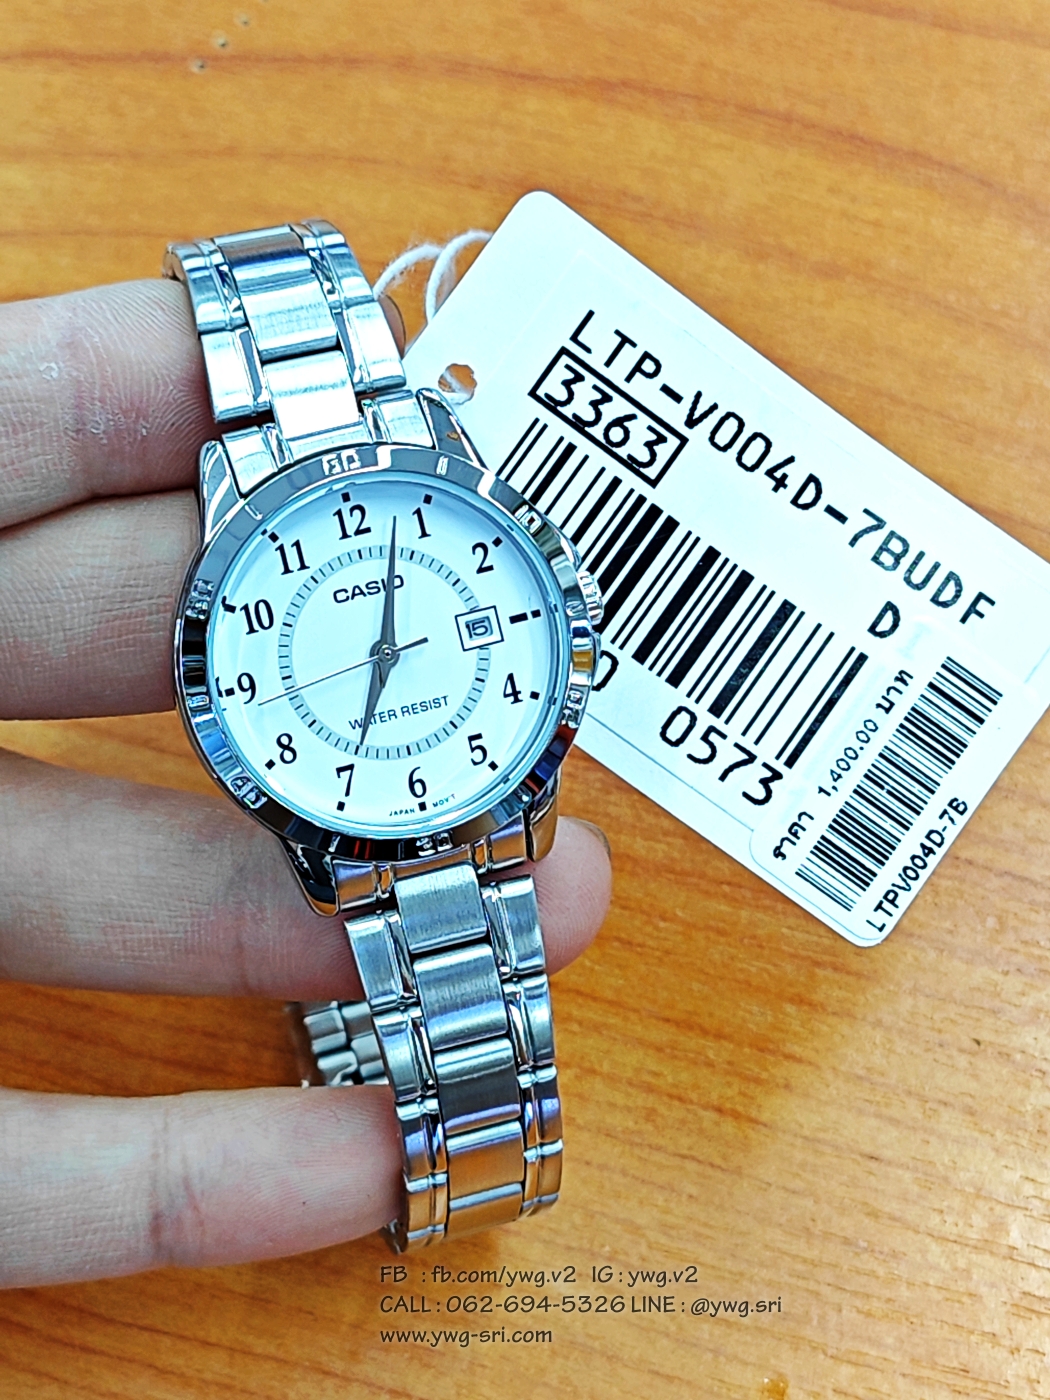 12
1
2
11
CASIO
10
15
9
4
WATER RESIST
8
5
7
6
JAPAN MOV'T
LTP-V004D-7BUDF
3363
D
0
0573
ราคา 1,400.00 บาท
LTPV004D-7B
FB : fb.com/ywg.v2 IG : ywg.v2
CALL : 062-694-5326 LINE : @ywg.sri
www.ywg-sri.com